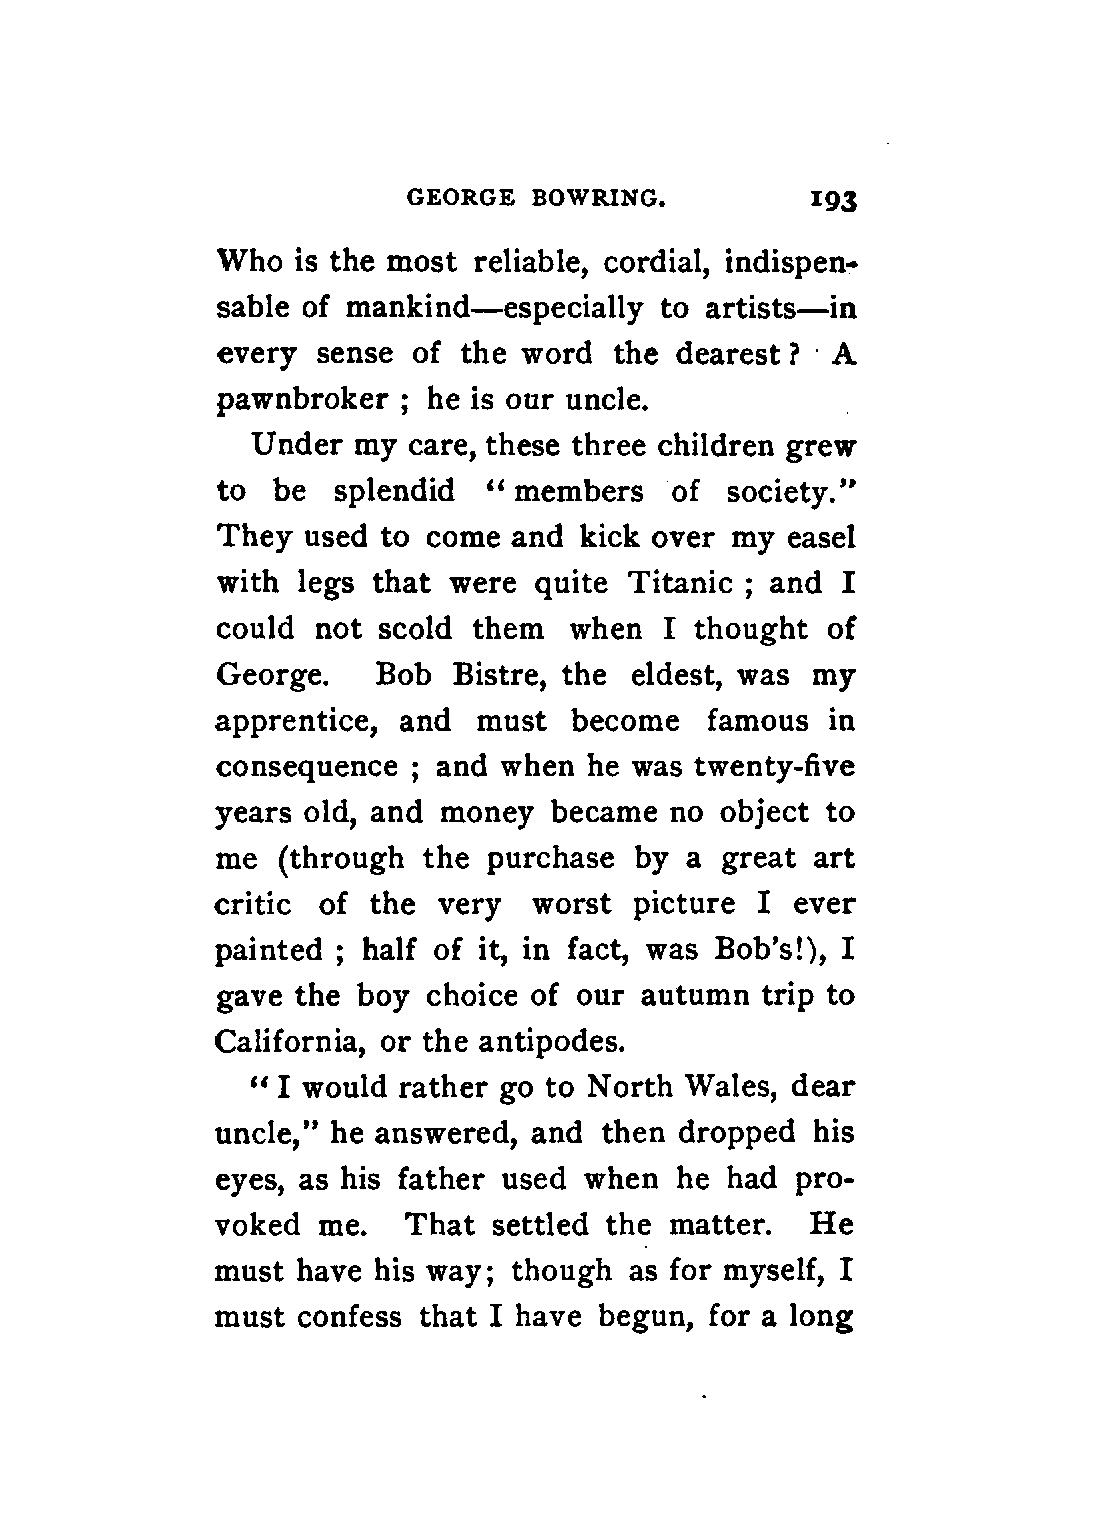 GEORGE BOWRING. 193
Who is the most reliable, cordial, indispen-
sable of mankind—especially to artists—in
every sense of the word the dearest? A
pawnbroker ; he is our uncle.
Under my care, these three children grew
to be splendid “ members of society.”
They used to come and kick over my easel
with legs that were quite Titanic ; and I
could not scold them when I thought of
George. Bob Bistre, the eldest, was my
apprentice, and must become famous in
consequence ; and when he was twenty-five
years old, and money became no object to
me (through the purchase by a great art
critic of the very worst picture I ever
painted ; half of it, in fact, was Bob's!), I
gave the boy choice of our autumn trip to
California, or the antipodes.
“ I would rather go to North Wales, dear
uncle,” he answered, and then dropped his
eyes, as his father used when he had pro-
voked me. That settled the matter. He
must have his way; though as for myself, I
must confess that I have begun, for a long